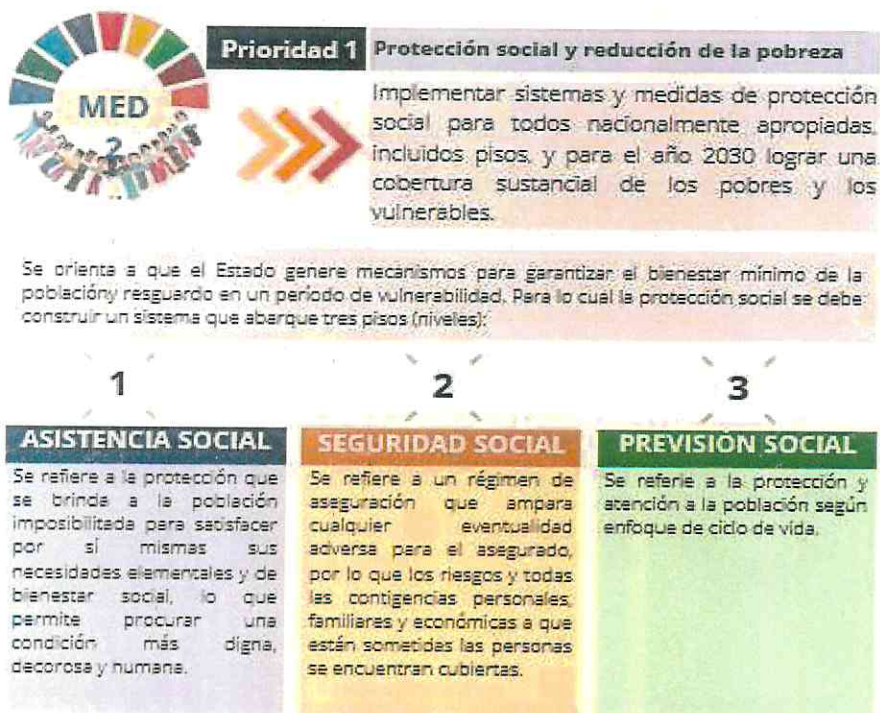 Prioridad 1 Protección social y reducción de la pobreza
MED
2
Implementar sistemas y medidas de protección
social para todos nacionalmente apropiadas,
incluidos pisos, y para el año 2030 lograr una
cobertura sustancial de los pobres y los
vulnerables.
Se orienta a que el Estado genere mecanismos para garantizar el bienestar mínimo de la
poblacióny resguardo en un período de vulnerabilidad. Para lo cual la protección social se debe
construir un sistema que abarque tres pisos (niveles):
1
ASISTENCIA SOCIAL
Se refiere a la protección que
se brinda a la población
imposibilitada para satisfacer
por sí mismas sus
necesidades elementales y de
bienestar social, lo que
permite procurar una
condición más digna,
decorosa y humana.
2
SEGURIDAD SOCIAL
Se refiere a un régimen de
aseguración que ampara
cualquier eventualidad
adversa para el asegurado,
por lo que los riesgos y todas
las contigencias personales,
familiares y económicas a que
están sometidas las personas
se encuentran cubiertas.
3
PREVISIÓN SOCIAL
Se referie a la protección y
atención a la población según
enfoque de ciclo de vida.